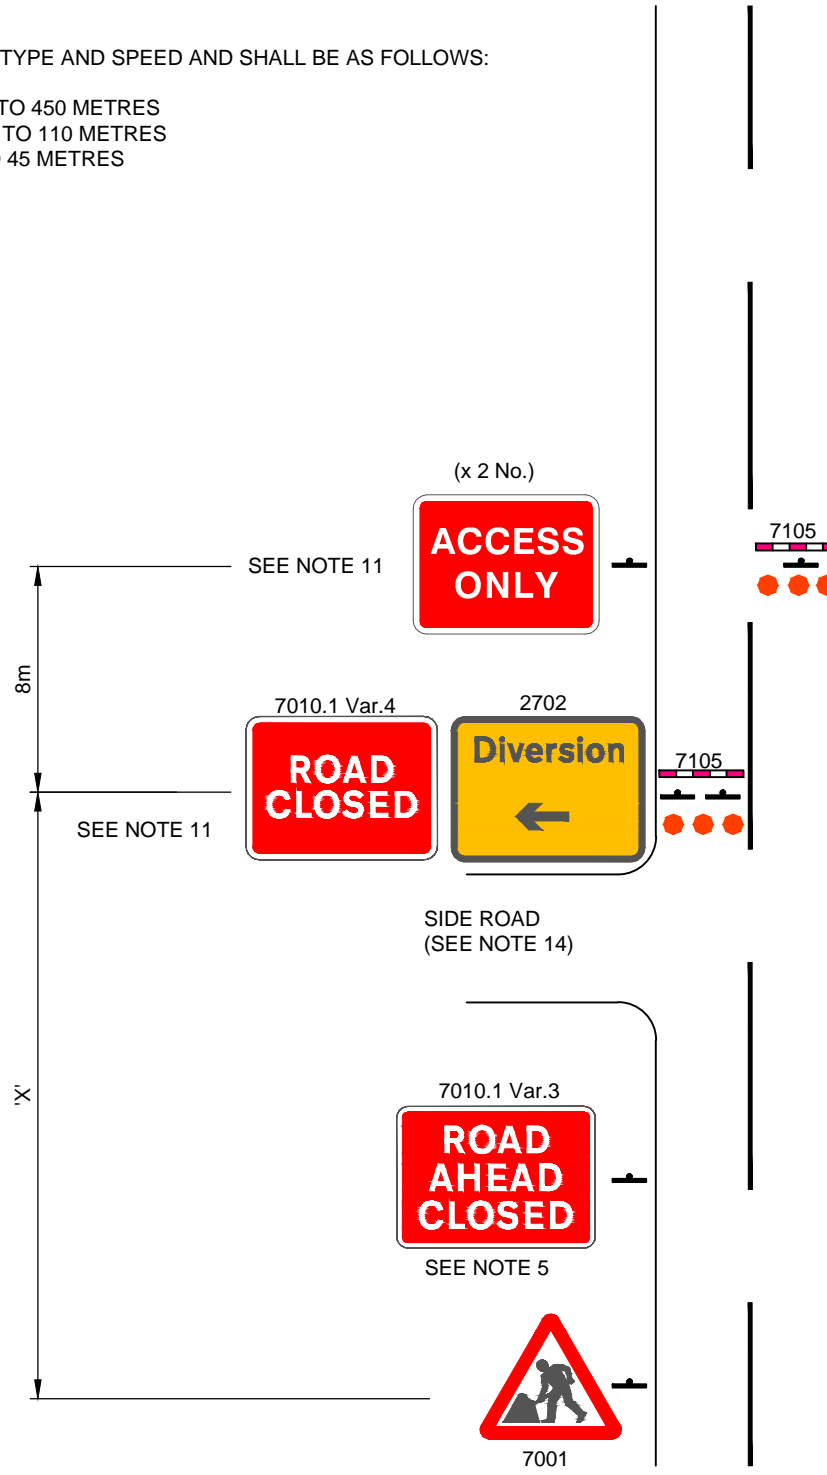 TYPE AND SPEED AND SHALL BE AS FOLLOWS:
TO 450 METRES
TO 110 METRES
45 METRES
(x 2 No.)
ACCESS
ONLY
SEE NOTE 11
7105
8m
7010.1 Var.4
2702
ROAD
CLOSED
Diversion
7105
SEE NOTE 11
SIDE ROAD
(SEE NOTE 14)
'X'
7010.1 Var.3
ROAD
AHEAD
CLOSED
SEE NOTE 5
7001